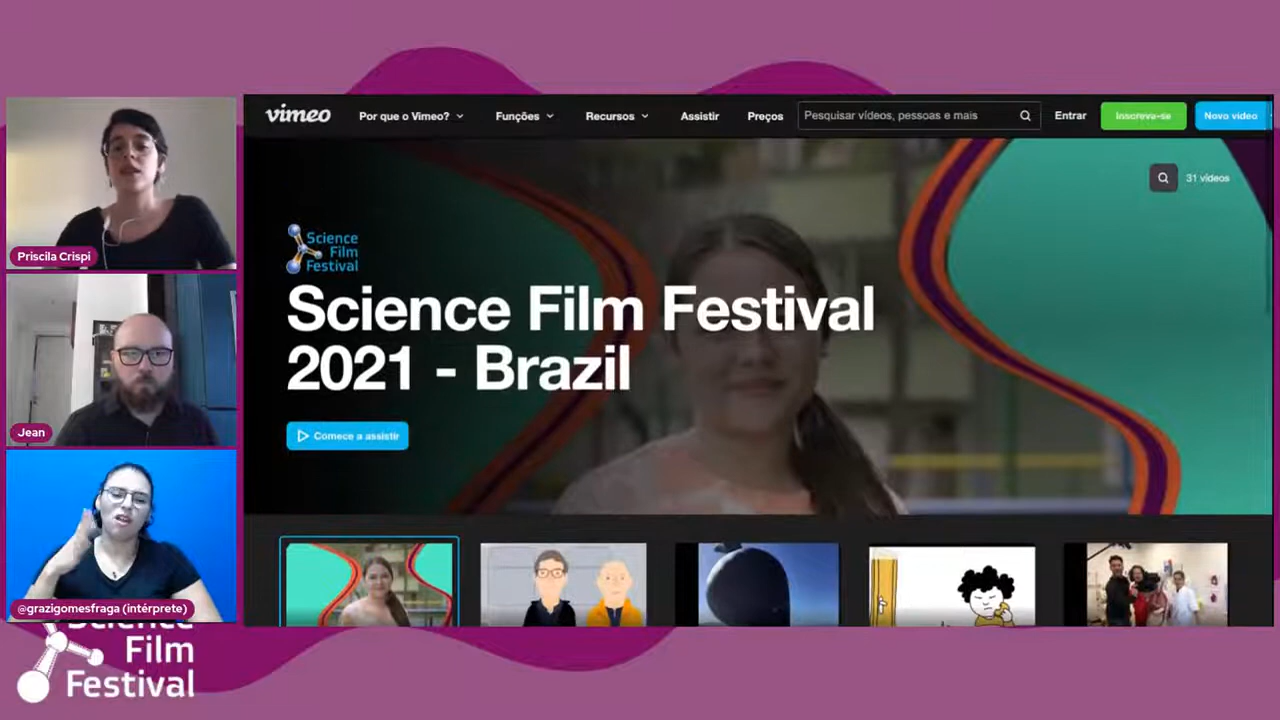 Priscila Crispi
Jean
@grazigomesfraga (intérprete)
Science
Film
Festival
vimeo
Por que o Vimeo?
Funções
Recursos
Assistir
Preços
Pesquisar vídeos, pessoas e mais
Entrar
Inscreva-se
Novo vídeo
31 vídeos
Science
Film
Festival
Science Film Festival
2021 - Brazil
Comece a assistir